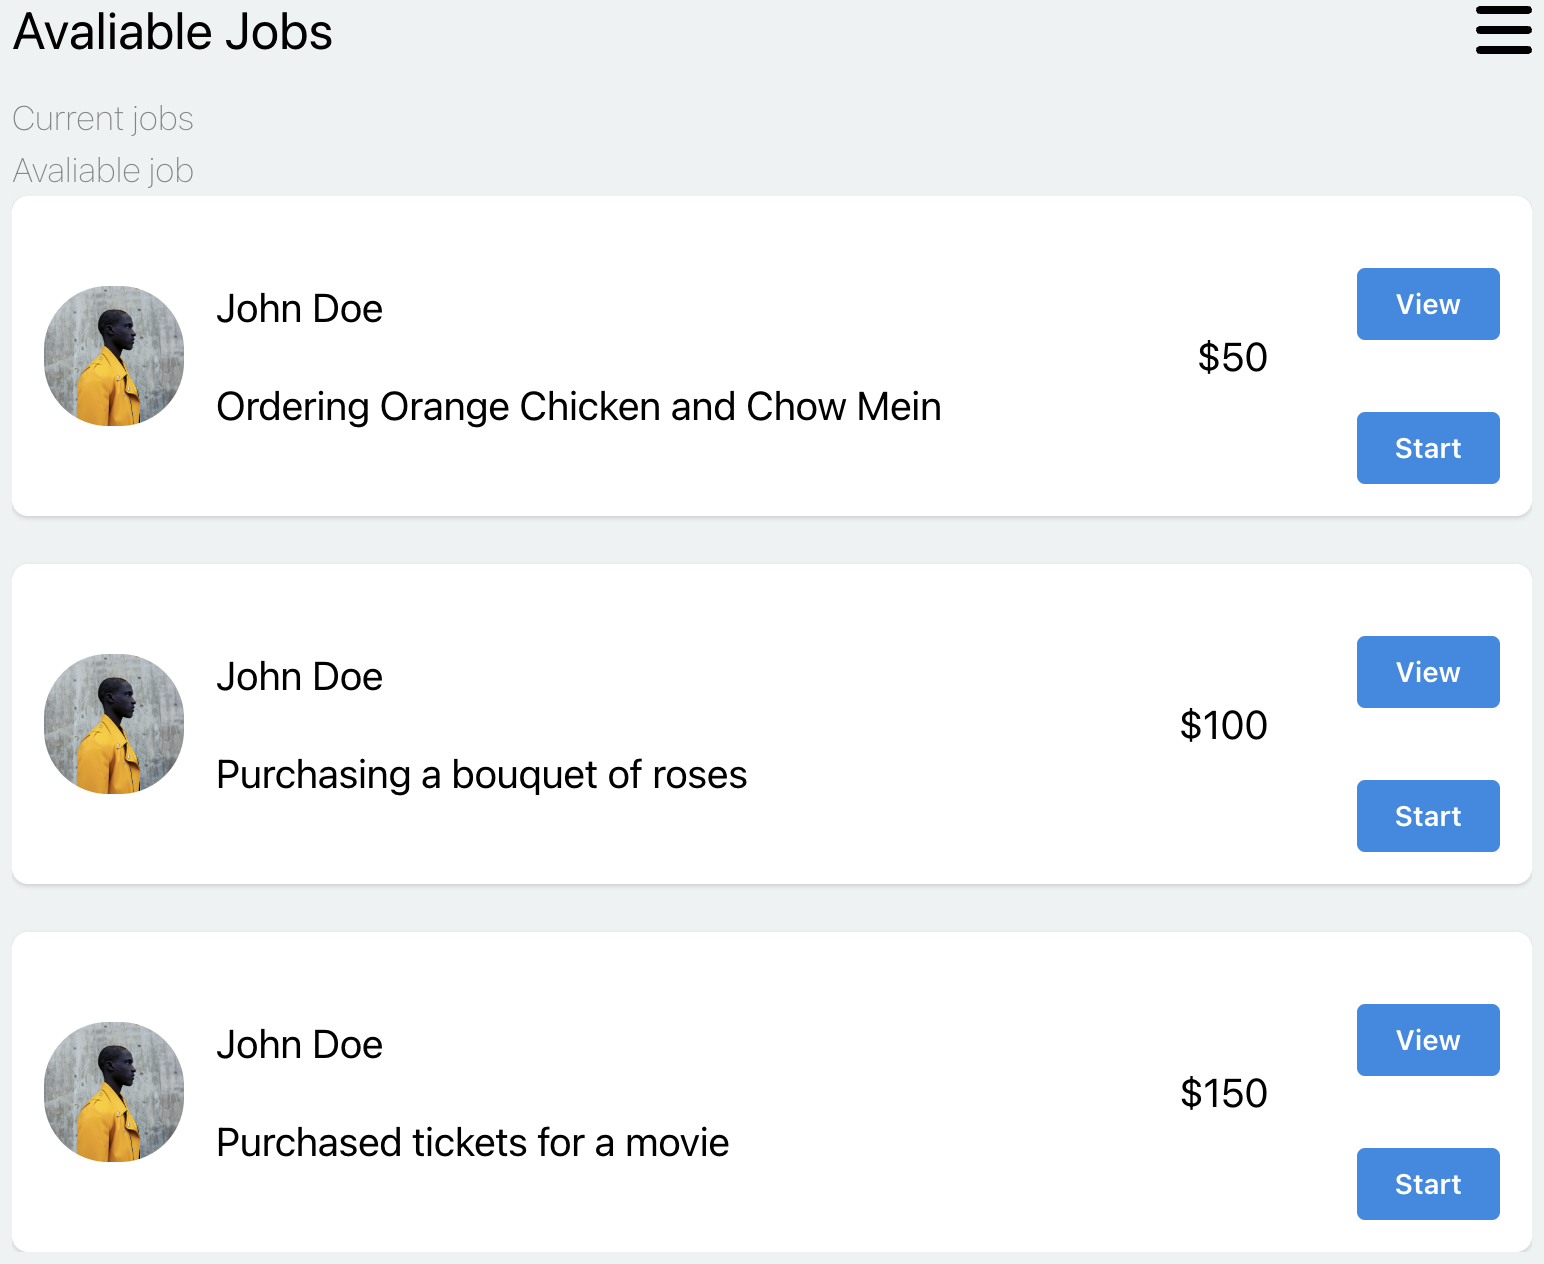 Avaliable Jobs
Current jobs
Avaliable job
John Doe
Ordering Orange Chicken and Chow Mein
$50
View
Start
John Doe
Purchasing a bouquet of roses
$100
View
Start
John Doe
Purchased tickets for a movie
$150
View
Start